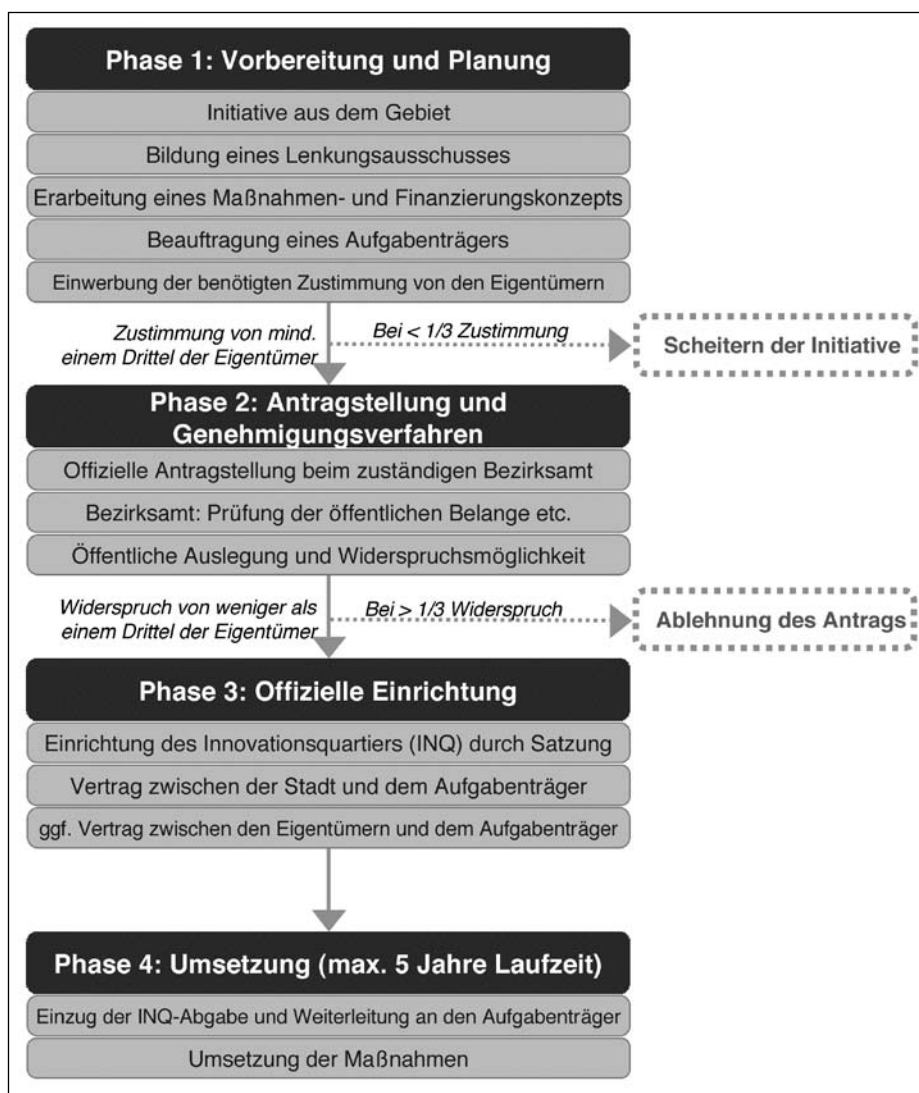 Phase 1: Vorbereitung und Planung
Initiative aus dem Gebiet
Bildung eines Lenkungsausschusses
Erarbeitung eines Maßnahmen- und Finanzierungskonzepts
Beauftragung eines Aufgabenträgers
Einwerbung der benötigten Zustimmung von den Eigentümern
Zustimmung von mind.
einem Drittel der Eigentümer
Bei < 1/3 Zustimmung
Scheitern der Initiative
Phase 2: Antragstellung und
Genehmigungsverfahren
Offizielle Antragstellung beim zuständigen Bezirksamt
Bezirksamt: Prüfung der öffentlichen Belange etc.
Öffentliche Auslegung und Widerspruchsmöglichkeit
Widerspruch von weniger als
einem Drittel der Eigentümer
Bei > 1/3 Widerspruch
Ablehnung des Antrags
Phase 3: Offizielle Einrichtung
Einrichtung des Innovationsquartiers (INQ) durch Satzung
Vertrag zwischen der Stadt und dem Aufgabenträger
ggf. Vertrag zwischen den Eigentümern und dem Aufgabenträger
Phase 4: Umsetzung (max. 5 Jahre Laufzeit)
Einzug der INQ-Abgabe und Weiterleitung an den Aufgabenträger
Umsetzung der Maßnahmen